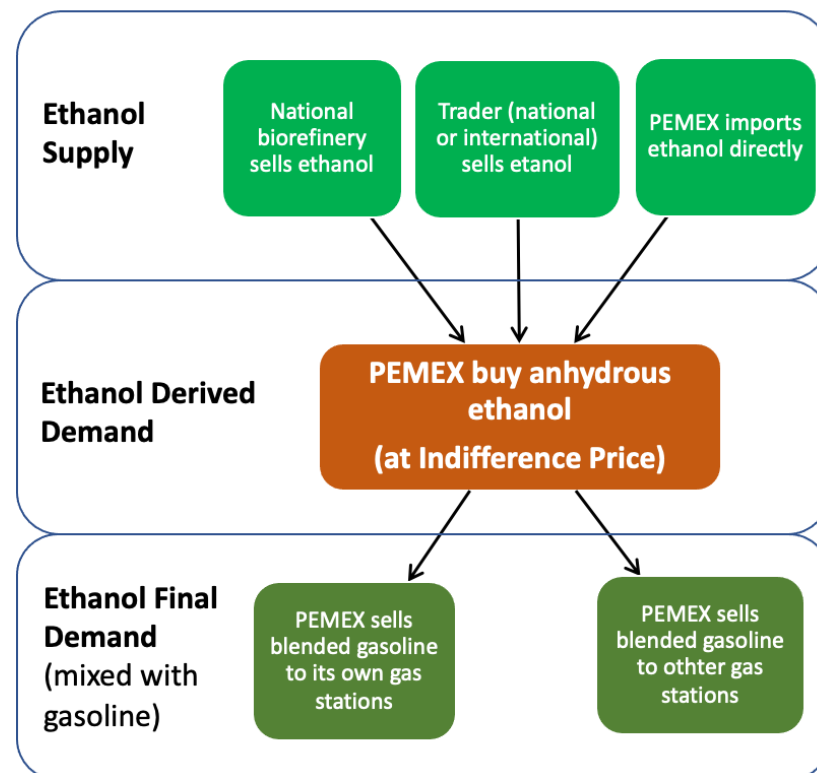 Ethanol
Supply
National
biorefinery
sells ethanol
Trader (national
or international)
sells etanol
PEMEX imports
ethanol directly
Ethanol Derived
Demand
PEMEX buy anhydrous
ethanol
(at Indifference Price)
Ethanol Final
Demand
(mixed with
gasoline)
PEMEX sells
blended gasoline
to its own gas
stations
PEMEX sells
blended gasoline
to othter gas
stations